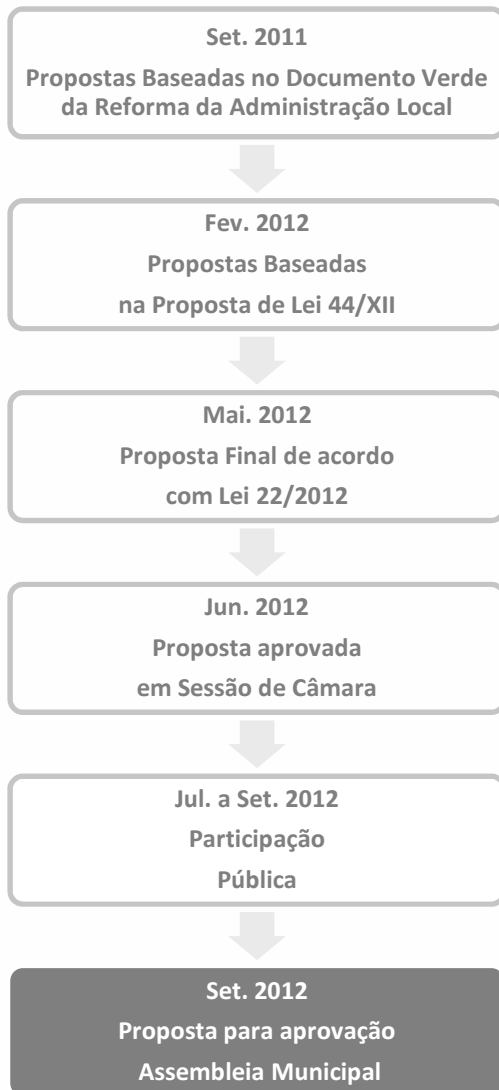 Set. 2011
Propostas Baseadas no Documento Verde
da Reforma da Administração Local
Fev. 2012
Propostas Baseadas
na Proposta de Lei 44/XII
Mai. 2012
Proposta Final de acordo
com Lei 22/2012
Jun. 2012
Proposta aprovada
em Sessão de Câmara
Jul. a Set. 2012
Participação
Pública
Set. 2012
Proposta para aprovação
Assembleia Municipal